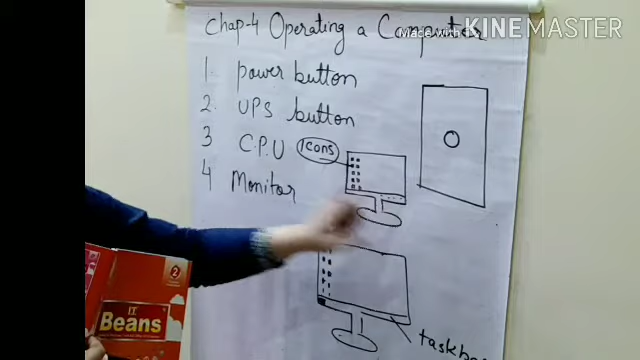 Chap-4 Operating a Computer
Made with KINEMASTER
1. power button
2. UPS button
3 C.P.U
Icons
4 Monitor
2
IT
Beans